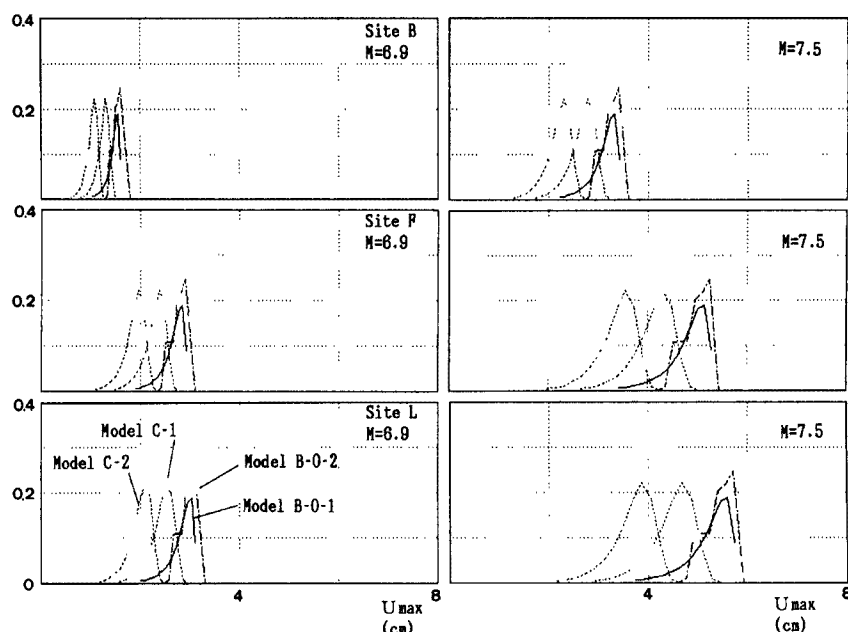 0.4
Site B
M=6.9
M=7.5
0.2
0.4
Site F
M=6.9
M=7.5
0.2
0.4
Site L
M=6.9
M=7.5
Model C-1
Model C-2
Model B-0-2
Model B-0-1
0.2
0
4
8
4
8
Umax
(cm)
Umax
(cm)